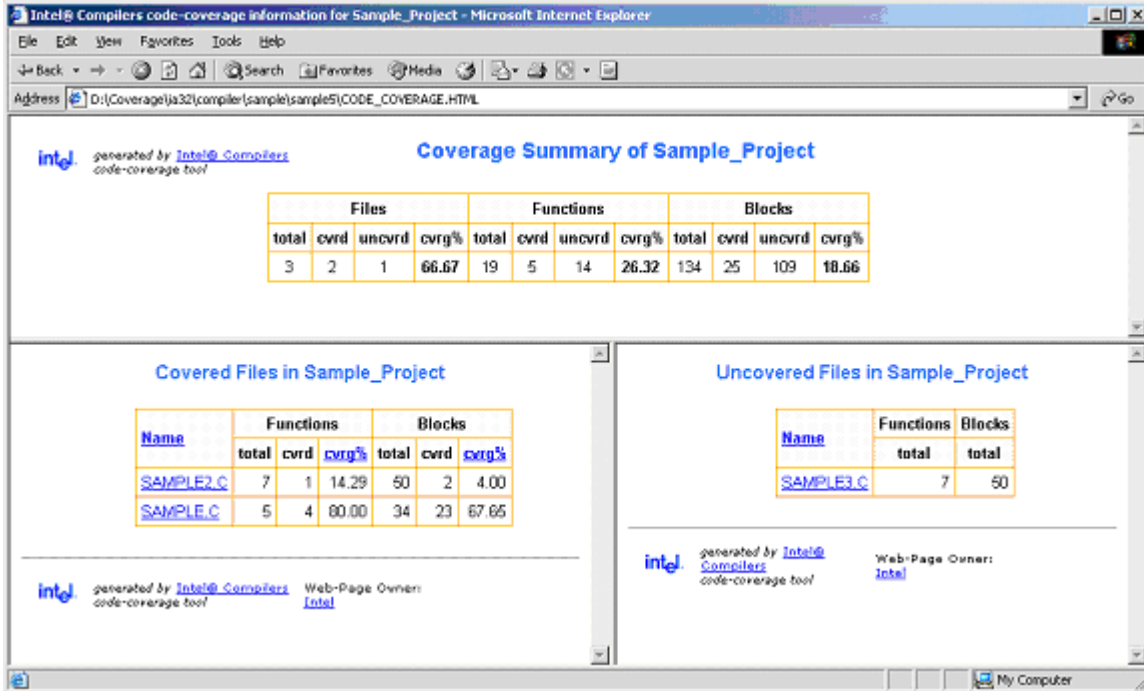 Intel® Compilers code-coverage information for Sample_Project - Microsoft Internet Explorer
File Edit View Favorites Tools Help
Back Search Favorites Media
Address D:\Coverage\ia32\compiler\sample\sample5\CODE_COVERAGE.HTML Go
Coverage Summary of Sample_Project
intel. generated by Intel® Compilers
code-coverage tool
Files Functions Blocks
total cvrd uncvrd cvrg% total cvrd uncvrd cvrg% total cvrd uncvrd cvrg%
3 2 1 66.67 19 5 14 26.32 134 25 109 18.66
Covered Files in Sample_Project
Name Functions Blocks
total cvrd cvrg% total cvrd cvrg%
SAMPLE2.C 7 1 14.29 50 2 4.00
SAMPLE.C 5 4 80.00 34 23 67.65
intel. generated by Intel® Compilers
code-coverage tool
Web-Page Owner:
Intel
Uncovered Files in Sample_Project
Name Functions Blocks
total total
SAMPLE3.C 7 50
intel. generated by Intel®
Compilers
code-coverage tool
Web-Page Owner:
Intel
My Computer